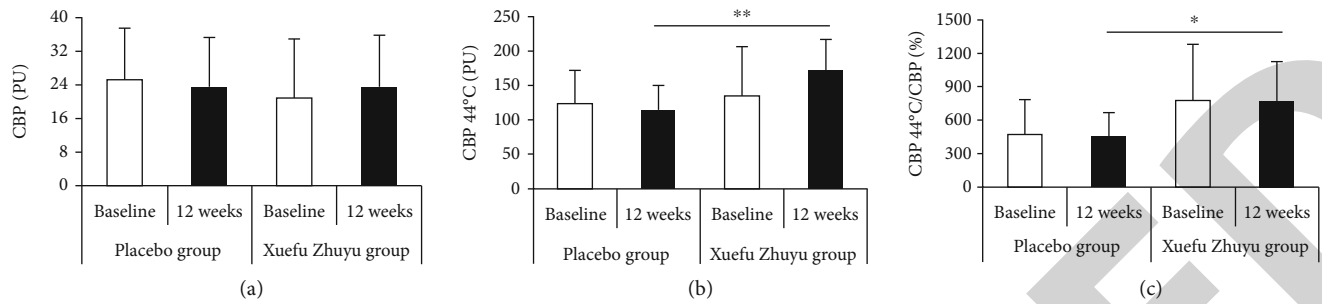 CBP (PU)
40
32
24
16
8
0
Baseline 12 weeks Baseline 12 weeks
Placebo group Xuefu Zhuyu group
(a)
CBP 44°C (PU)
**
250
200
150
100
50
0
Baseline 12 weeks Baseline 12 weeks
Placebo group Xuefu Zhuyu group
(b)
CBP 44°C/CBP (%)
*
1500
1200
900
600
300
0
Baseline 12 weeks Baseline 12 weeks
Placebo group Xuefu Zhuyu group
(c)